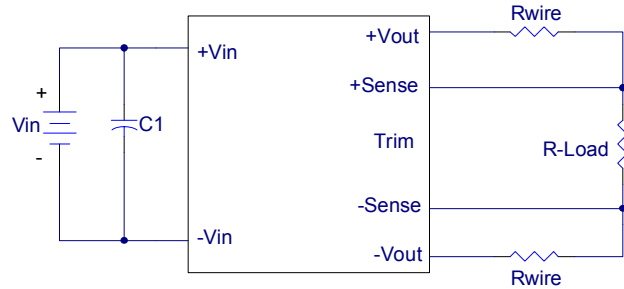 Rwire
+Vout
+Vin
+Sense
+
Vin
C1
Trim
R-Load
-
-Sense
-Vin
-Vout
Rwire